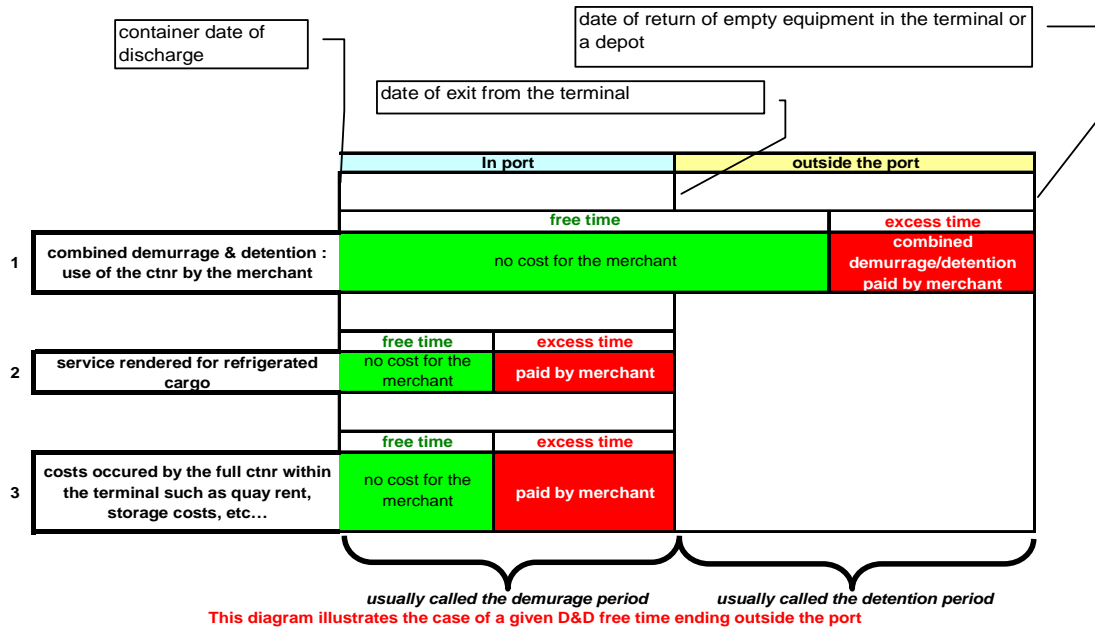 date of return of empty equipment in the terminal or
a depot
container date of
discharge
date of exit from the terminal
In port
outside the port
free time
excess time
1
combined demurrage & detention :
use of the ctnr by the merchant
no cost for the merchant
combined
demurrage/detention
paid by merchant
free time
excess time
2
service rendered for refrigerated
cargo
no cost for the
merchant
paid by merchant
free time
excess time
3
costs occured by the full ctnr within
the terminal such as quay rent,
storage costs, etc…
no cost for the
merchant
paid by merchant
usually called the demurage period
usually called the detention period
This diagram illustrates the case of a given D&D free time ending outside the port